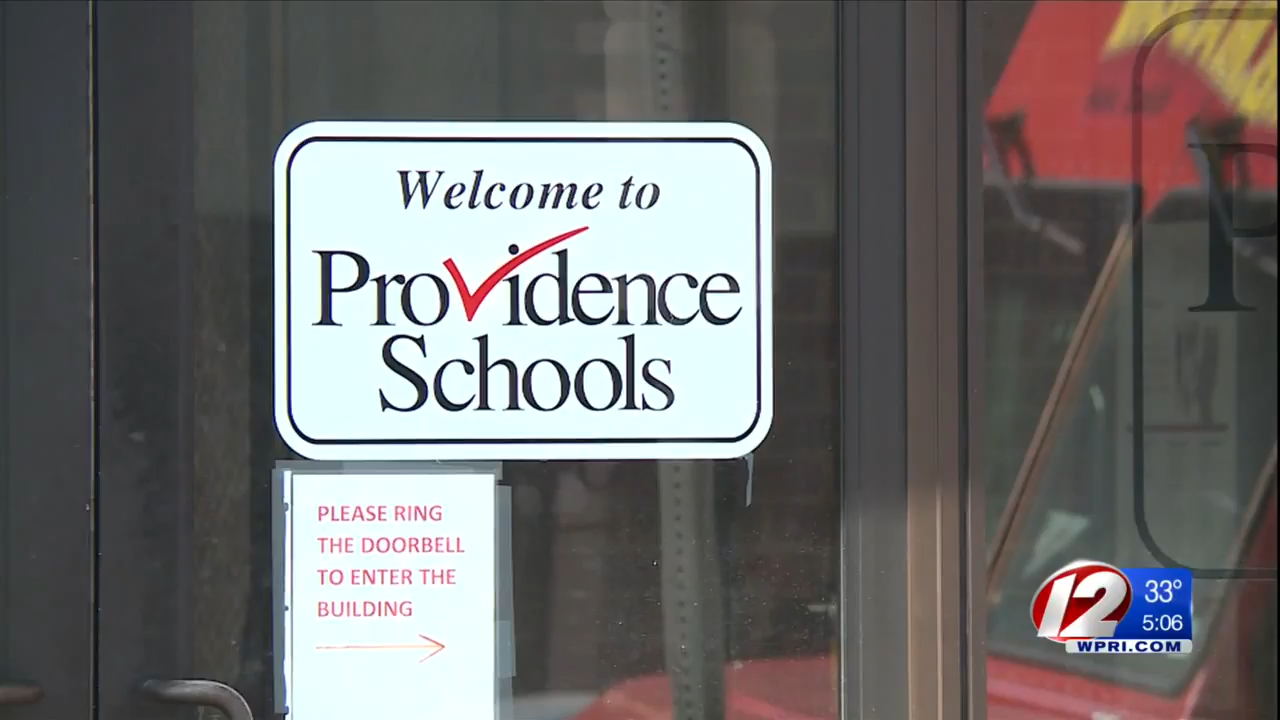 Welcome to
Providence
Schools
PLEASE RING
THE DOORBELL
TO ENTER THE
BUILDING
P
12
33°
5:06
WPRI.COM